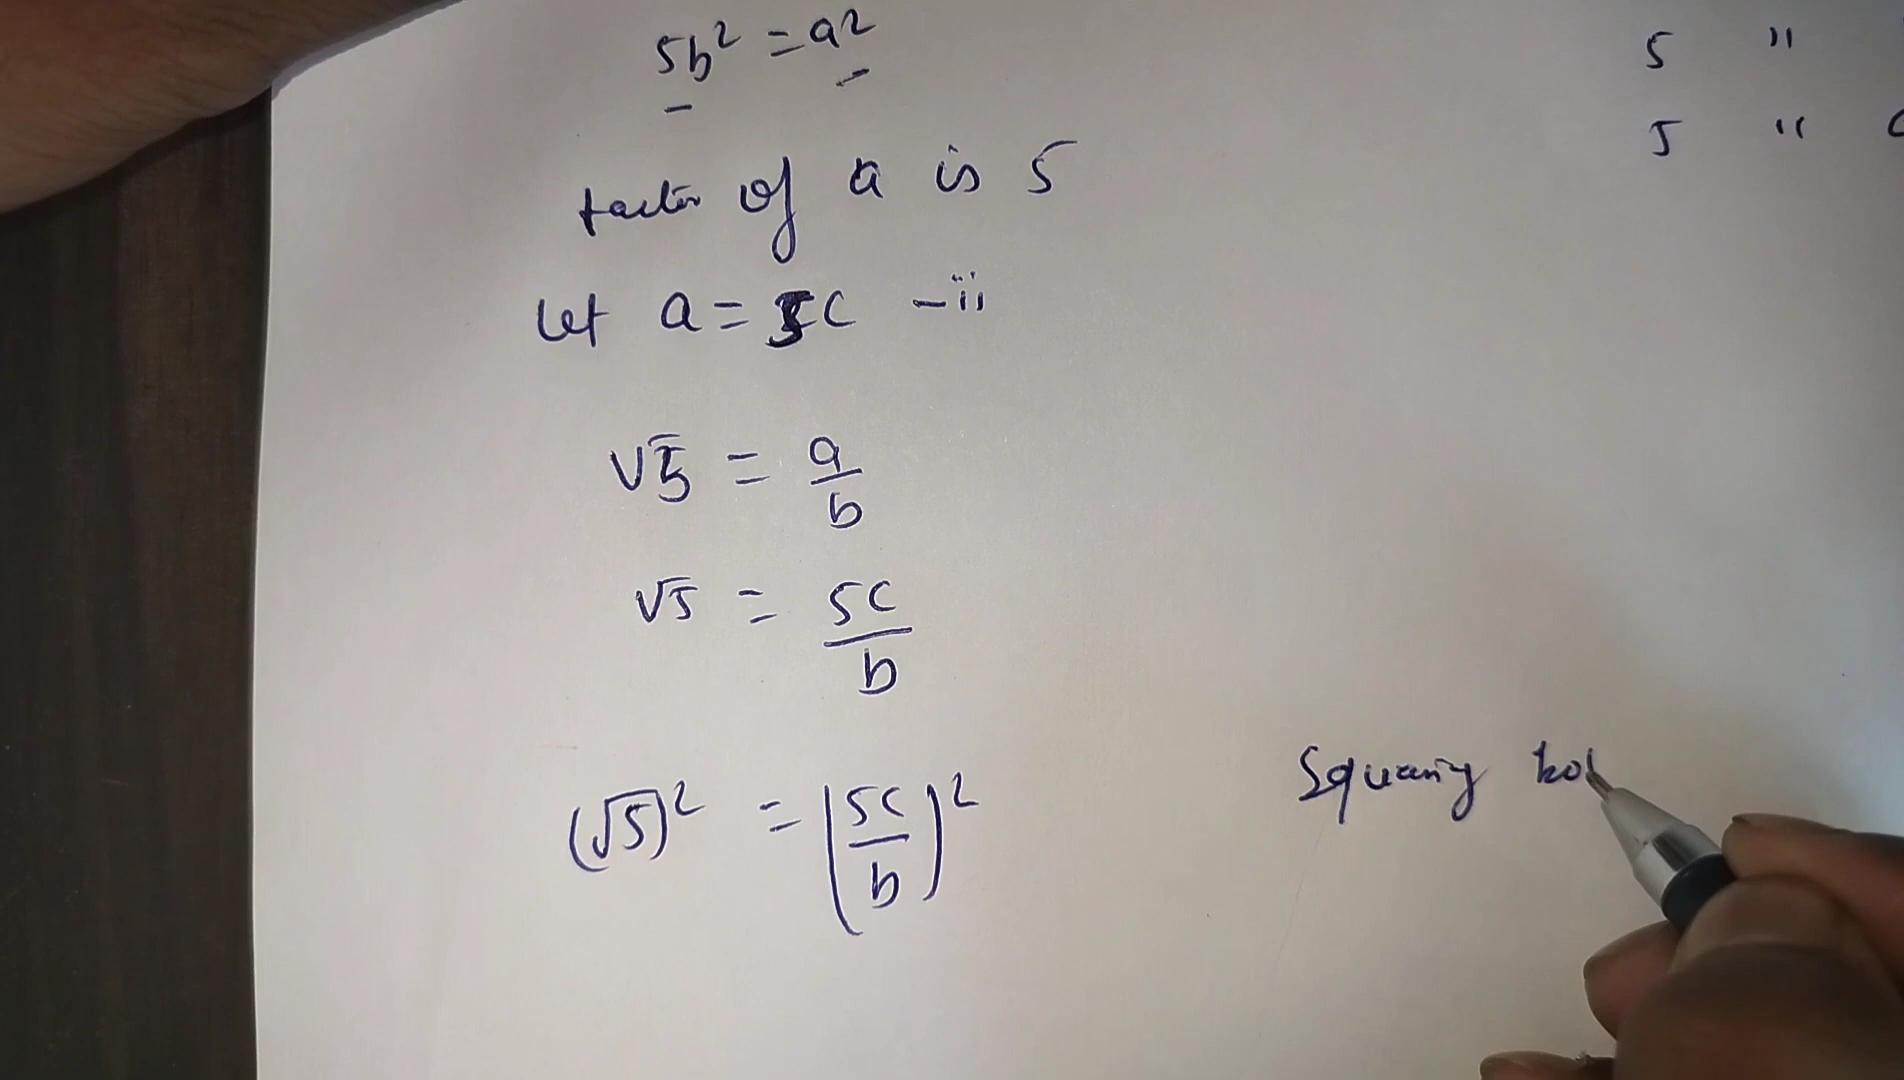 5b² = a²
5 "
5 "
factor of a is 5
Let a = 5c - ii
√5 = a/b
√5 = 5c/b
(√5)² = (5c/b)²
Squaring bo